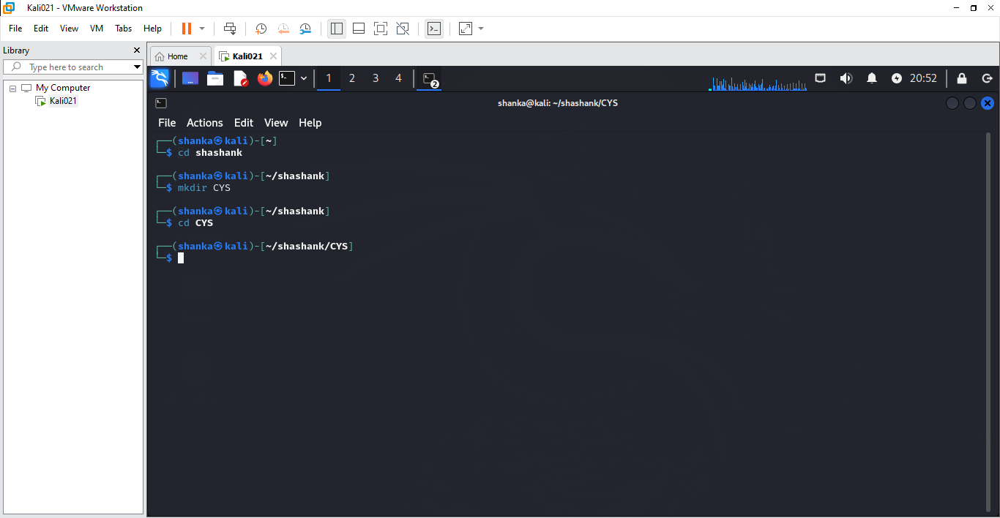 Kali021 - VMware Workstation
File Edit View VM Tabs Help
Library
Type here to search
My Computer
Kali021
Home Kali021
1 2 3 4 2 20:52
shanka@kali: ~/shashank/CYS
File Actions Edit View Help
┌──(shanka㉿kali)-[~]
└─$ cd shashank
┌──(shanka㉿kali)-[~/shashank]
└─$ mkdir CYS
┌──(shanka㉿kali)-[~/shashank]
└─$ cd CYS
┌──(shanka㉿kali)-[~/shashank/CYS]
└─$